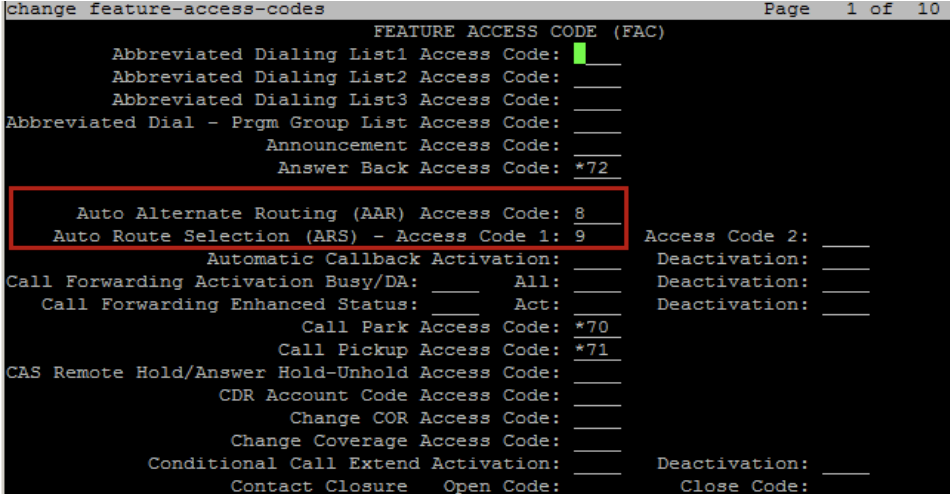 change feature-access-codes Page 1 of 10
FEATURE ACCESS CODE (FAC)
Abbreviated Dialing List1 Access Code:
Abbreviated Dialing List2 Access Code:
Abbreviated Dialing List3 Access Code:
Abbreviated Dial - Prgm Group List Access Code:
Announcement Access Code:
Answer Back Access Code: *72
Auto Alternate Routing (AAR) Access Code: 8
Auto Route Selection (ARS) - Access Code 1: 9 Access Code 2:
Automatic Callback Activation: Deactivation:
Call Forwarding Activation Busy/DA: All: Deactivation:
Call Forwarding Enhanced Status: Act: Deactivation:
Call Park Access Code: *70
Call Pickup Access Code: *71
CAS Remote Hold/Answer Hold-Unhold Access Code:
CDR Account Code Access Code:
Change COR Access Code:
Change Coverage Access Code:
Conditional Call Extend Activation: Deactivation:
Contact Closure Open Code: Close Code: